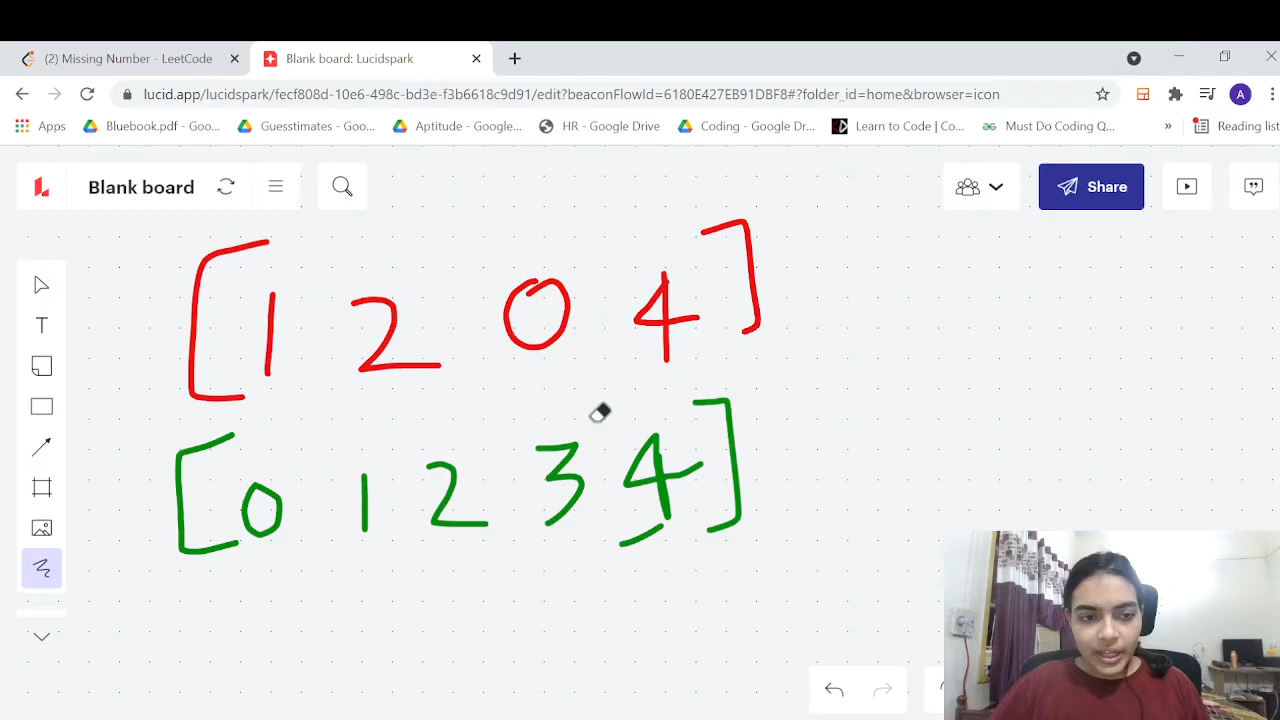 (2) Missing Number - LeetCode
Blank board: Lucidspark
lucid.app/lucidspark/fecf808d-10e6-498c-bd3e-f3b6618c9d91/edit?beaconFlowId=6180E427EB91DBF8#?folder_id=home&browser=icon
A
Apps
Bluebook.pdf - Goo...
Guesstimates - Goo...
Aptitude - Google...
HR - Google Drive
Coding - Google Dr...
Learn to Code | Co...
Must Do Coding Q...
»
Reading list
Blank board
Share
T
[1 2 0 4]
[0 1 2 3 4]